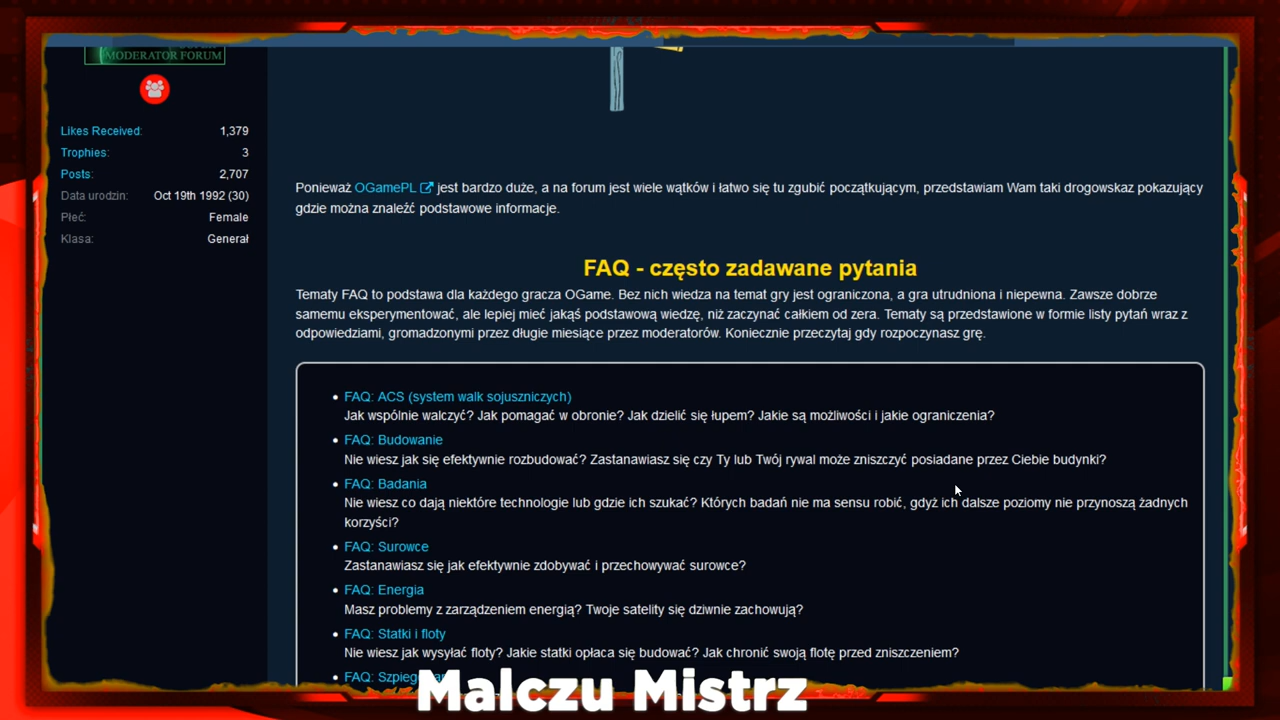 MODERATOR FORUM
Likes Received: 1,379
Trophies: 3
Posts: 2,707
Data urodzin: Oct 19th 1992 (30)
Płeć: Female
Klasa: Generał
Ponieważ OGamePL jest bardzo duże, a na forum jest wiele wątków i łatwo się tu zgubić początkującym, przedstawiam Wam taki drogowskaz pokazujący
gdzie można znaleźć podstawowe informacje.
FAQ - często zadawane pytania
Tematy FAQ to podstawa dla każdego gracza OGame. Bez nich wiedza na temat gry jest ograniczona, a gra utrudniona i niepewna. Zawsze dobrze
samemu eksperymentować, ale lepiej mieć jakąś podstawową wiedzę, niż zaczynać całkiem od zera. Tematy są przedstawione w formie listy pytań wraz z
odpowiedziami, gromadzonymi przez długie miesiące przez moderatorów. Koniecznie przeczytaj gdy rozpoczynasz grę.
• FAQ: ACS (system walk sojuszniczych)
Jak wspólnie walczyć? Jak pomagać w obronie? Jak dzielić się łupem? Jakie są możliwości i jakie ograniczenia?
• FAQ: Budowanie
Nie wiesz jak się efektywnie rozbudować? Zastanawiasz się czy Ty lub Twój rywal może zniszczyć posiadane przez Ciebie budynki?
• FAQ: Badania
Nie wiesz co dają niektóre technologie lub gdzie ich szukać? Których badań nie ma sensu robić, gdyż ich dalsze poziomy nie przynoszą żadnych
korzyści?
• FAQ: Surowce
Zastanawiasz się jak efektywnie zdobywać i przechowywać surowce?
• FAQ: Energia
Masz problemy z zarządzeniem energią? Twoje satelity się dziwnie zachowują?
• FAQ: Statki i floty
Nie wiesz jak wysyłać floty? Jakie statki opłaca się budować? Jak chronić swoją flotę przed zniszczeniem?
• FAQ:
Malczu Mistrz